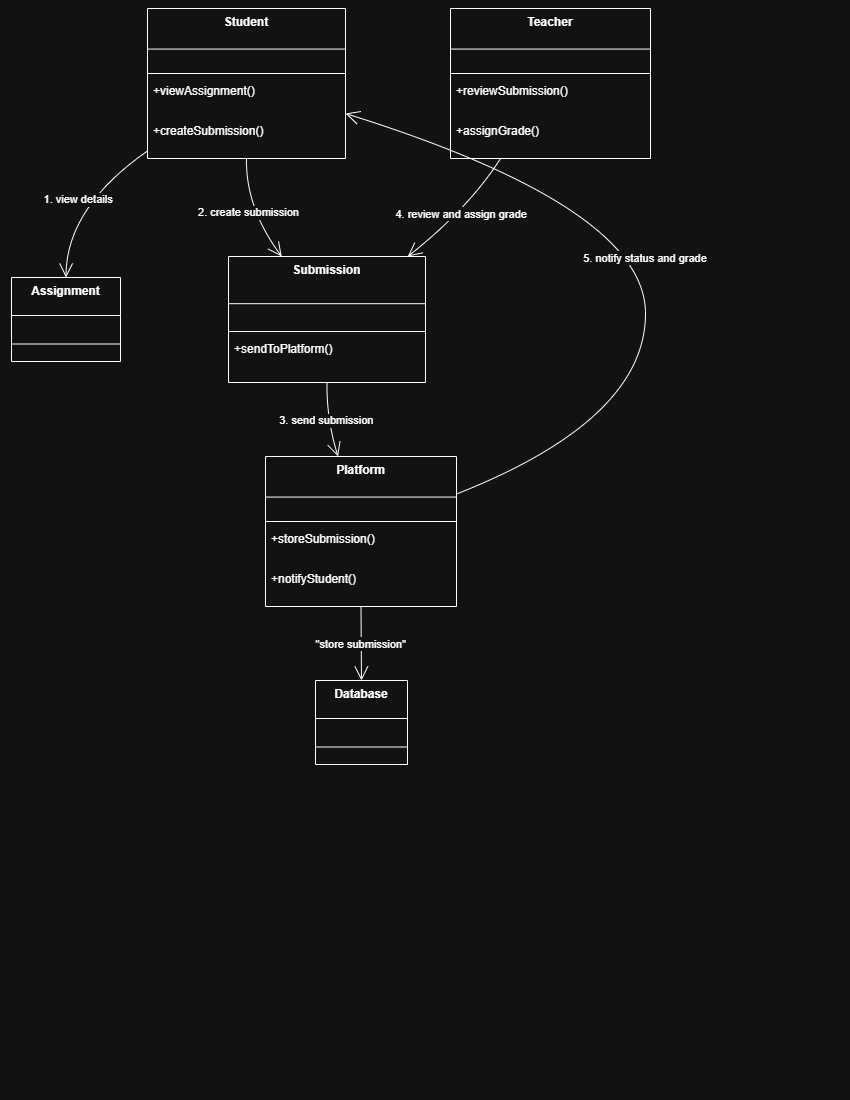 Student
Teacher
+viewAssignment()
+reviewSubmission()
+createSubmission()
+assignGrade()
1. view details
2. create submission
4. review and assign grade
5. notify status and grade
Submission
Assignment
+sendToPlatform()
3. send submission
Platform
+storeSubmission()
+notifyStudent()
"store submission"
Database